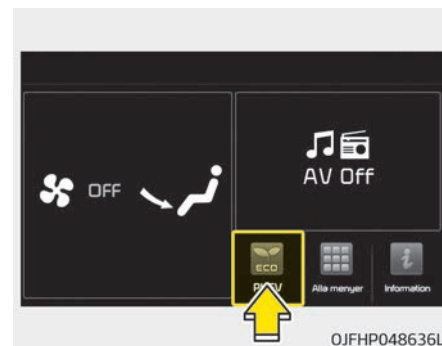 OFF
AV Off
ECO
Alla menyer
Information
OJFHP048636L